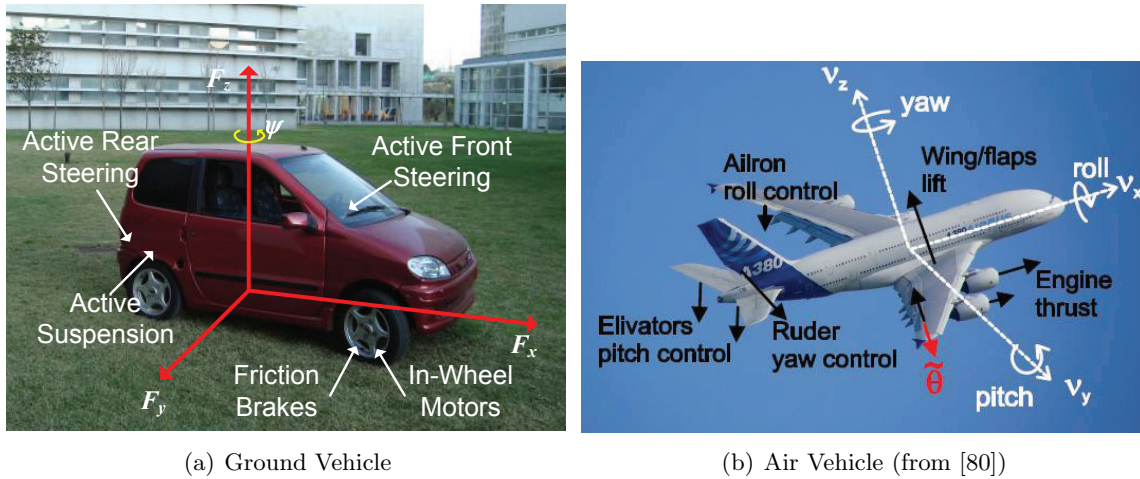 F_z
ψ
Active Rear
Steering
Active Front
Steering
Active
Suspension
F_x
F_y
Friction
Brakes
In-Wheel
Motors
(a) Ground Vehicle
ν_z
yaw
Wing/flaps
lift
roll
ν_x
Ailron
roll control
A380
AIRBUS
Engine
thrust
Elivators
pitch control
Ruder
yaw control
θ̃
pitch
ν_y
(b) Air Vehicle (from [80])